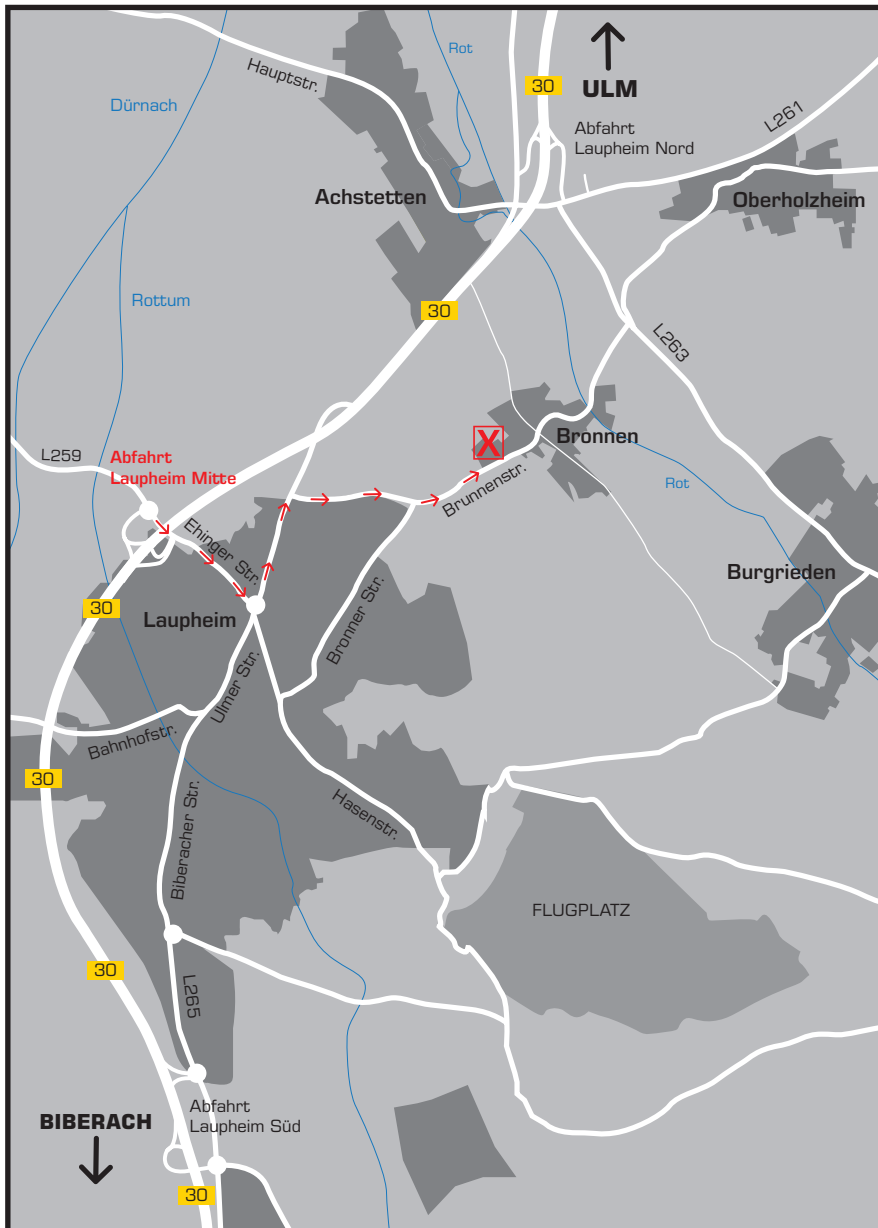 Rot
Hauptstr.
30
ULM
Dürnach
Abfahrt
Laupheim Nord
L261
Achstetten
Oberholzheim
Rottum
30
L263
Bronnen
X
L259
Abfahrt
Laupheim Mitte
Brunnenstr.
Rot
Ehinger Str.
Burgrieden
30
Laupheim
Bronner Str.
Ulmer Str.
Bahnhofstr.
30
Hasenstr.
Biberacher Str.
FLUGPLATZ
30
L265
Abfahrt
Laupheim Süd
BIBERACH
30